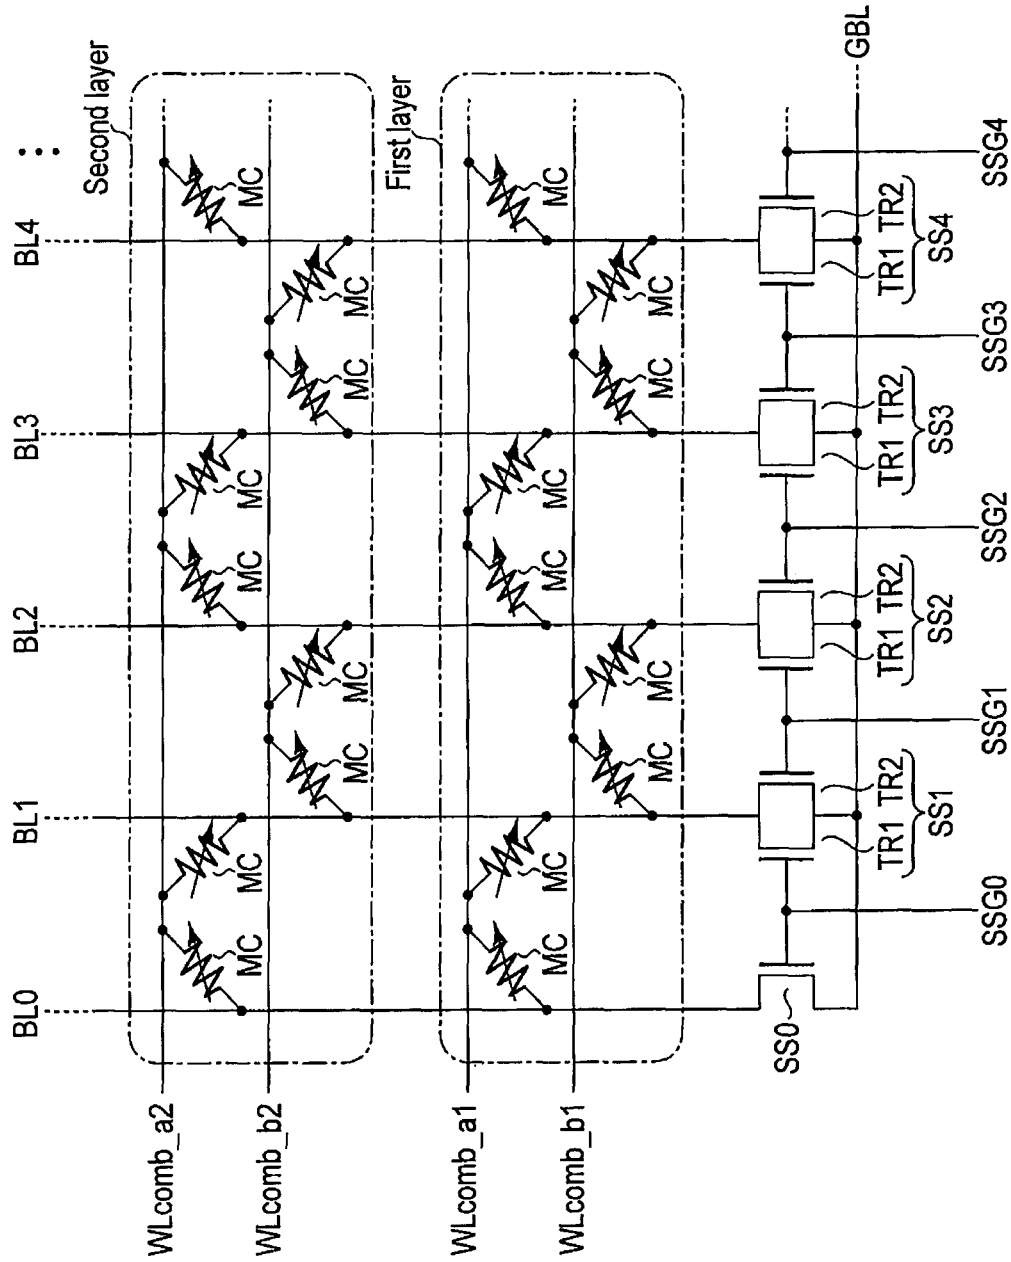 BL0 BL1 BL2 BL3 BL4 ...
Second layer
WLcomb_a2
MC MC MC MC MC
WLcomb_b2
MC MC MC MC
First layer
WLcomb_a1
MC MC MC MC MC
WLcomb_b1
MC MC MC MC
SS0
GBL
TR1 TR2 TR1 TR2 TR1 TR2 TR1 TR2
SS1 SS2 SS3 SS4
SSG0 SSG1 SSG2 SSG3 SSG4